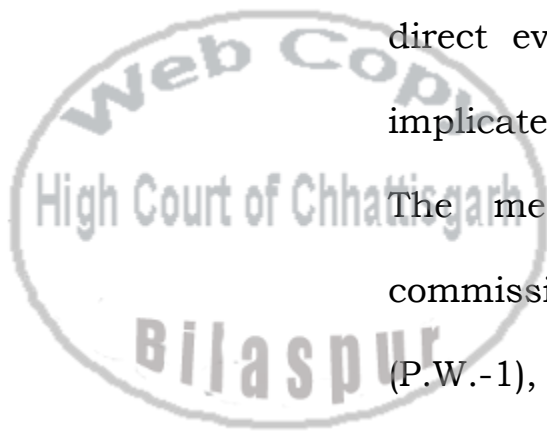 direct ev
implicate
The me
commissi
(P.W.-1),
Web Copy
High Court of Chhattisgarh
Bilaspur